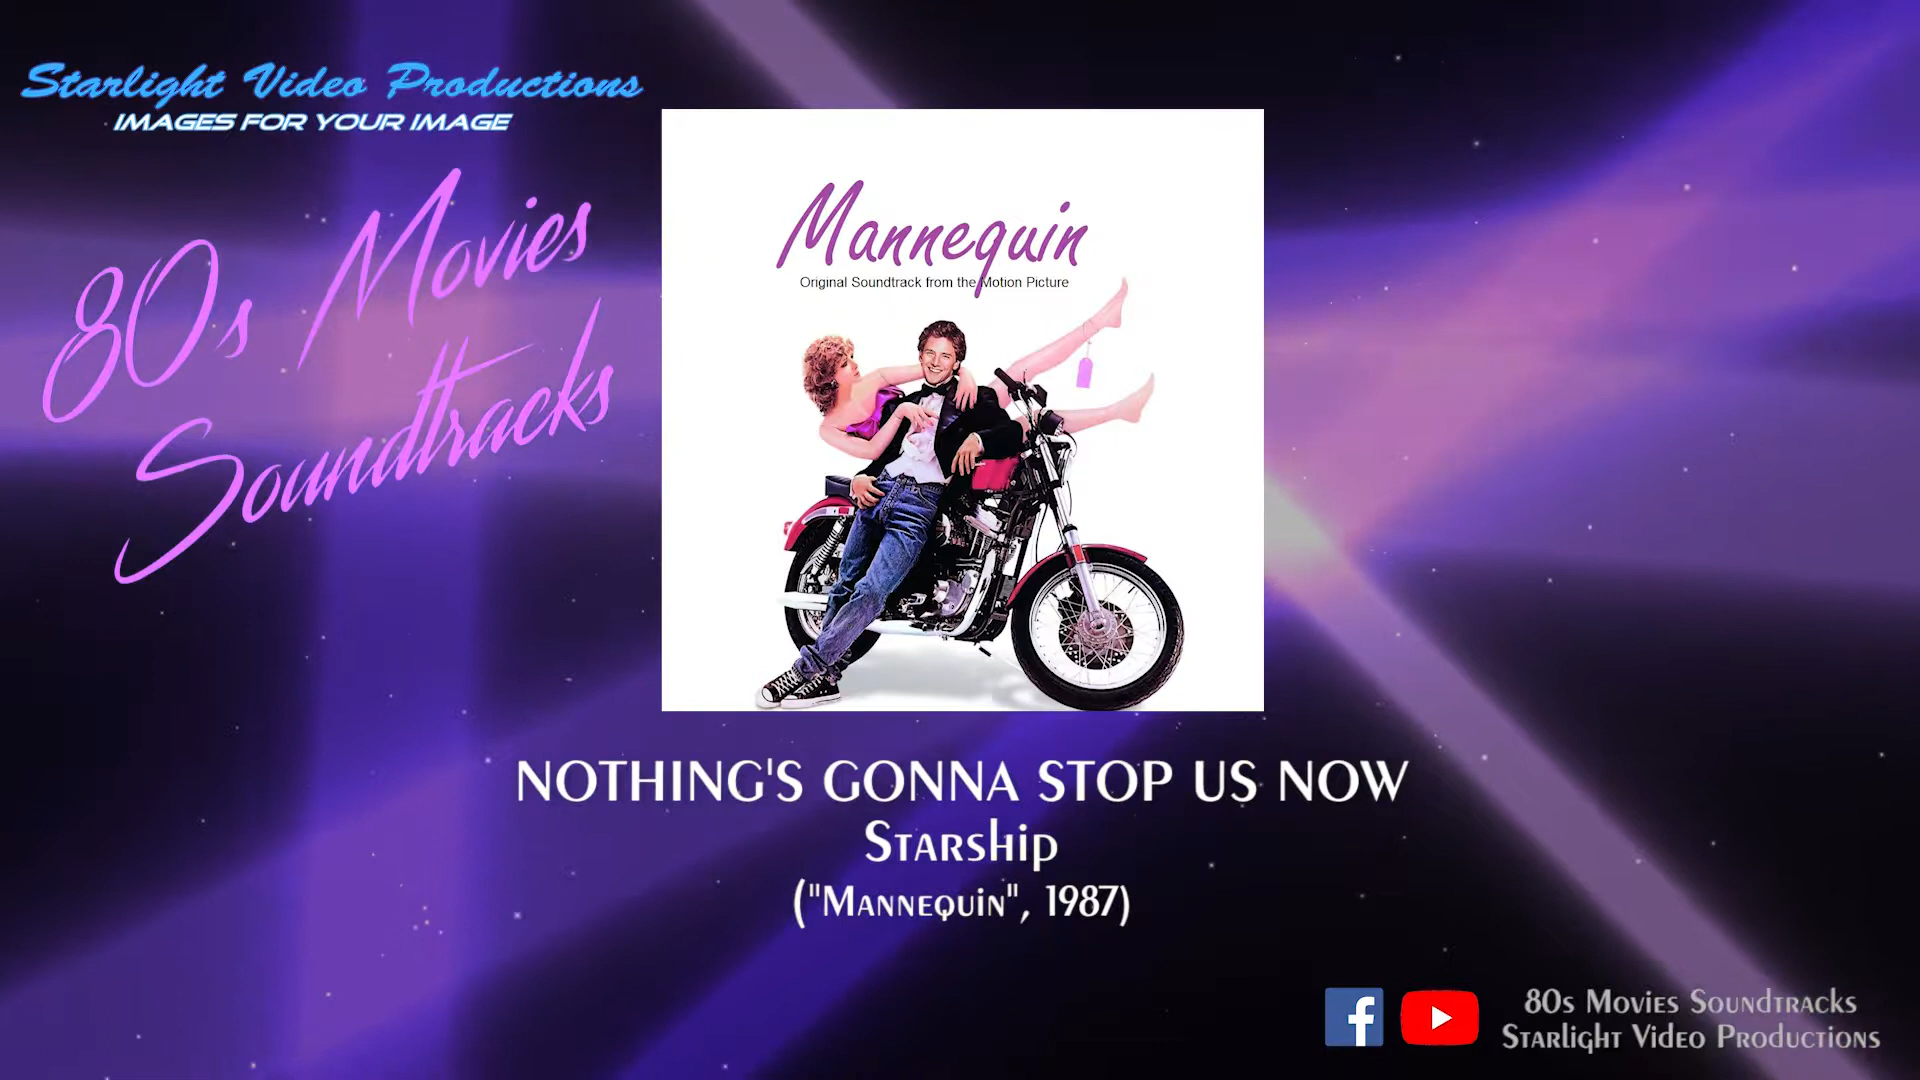 Starlight Video Productions
IMAGES FOR YOUR IMAGE
80s Movies
Soundtracks
Mannequin
Original Soundtrack from the Motion Picture
NOTHING'S GONNA STOP US NOW
Starship
("Mannequin", 1987)
80s Movies Soundtracks
Starlight Video Productions